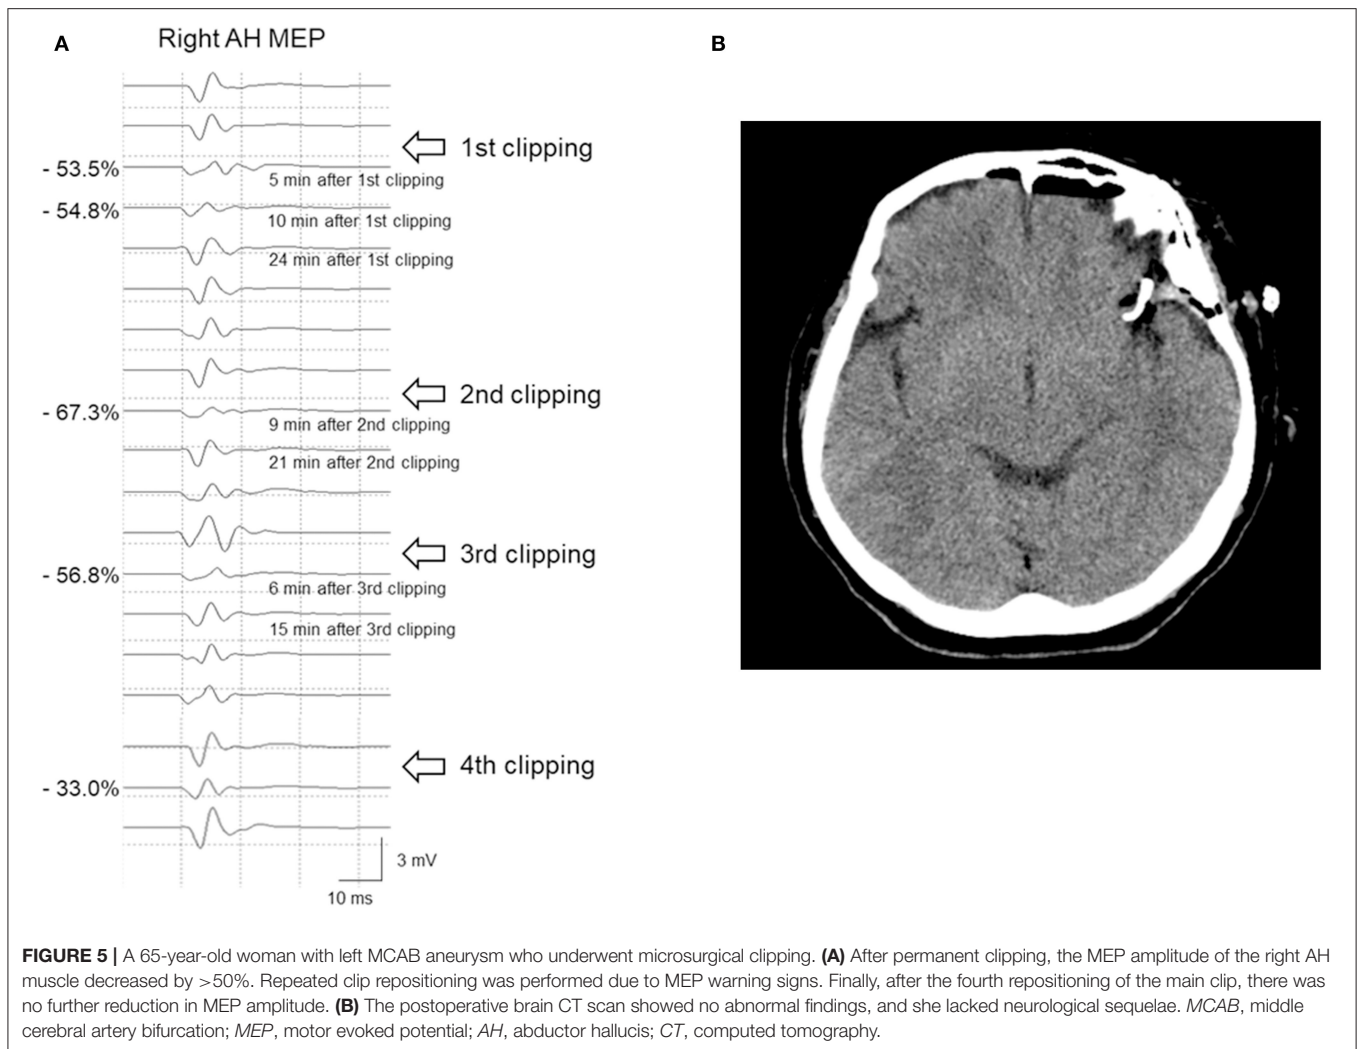 A
Right AH MEP
B
1st clipping
- 53.5%
5 min after 1st clipping
- 54.8%
10 min after 1st clipping
24 min after 1st clipping
2nd clipping
- 67.3%
9 min after 2nd clipping
21 min after 2nd clipping
3rd clipping
- 56.8%
6 min after 3rd clipping
15 min after 3rd clipping
4th clipping
- 33.0%
3 mV
10 ms
FIGURE 5 | A 65-year-old woman with left MCAB aneurysm who underwent microsurgical clipping. (A) After permanent clipping, the MEP amplitude of the right AH
muscle decreased by >50%. Repeated clip repositioning was performed due to MEP warning signs. Finally, after the fourth repositioning of the main clip, there was
no further reduction in MEP amplitude. (B) The postoperative brain CT scan showed no abnormal findings, and she lacked neurological sequelae. MCAB, middle
cerebral artery bifurcation; MEP, motor evoked potential; AH, abductor hallucis; CT, computed tomography.